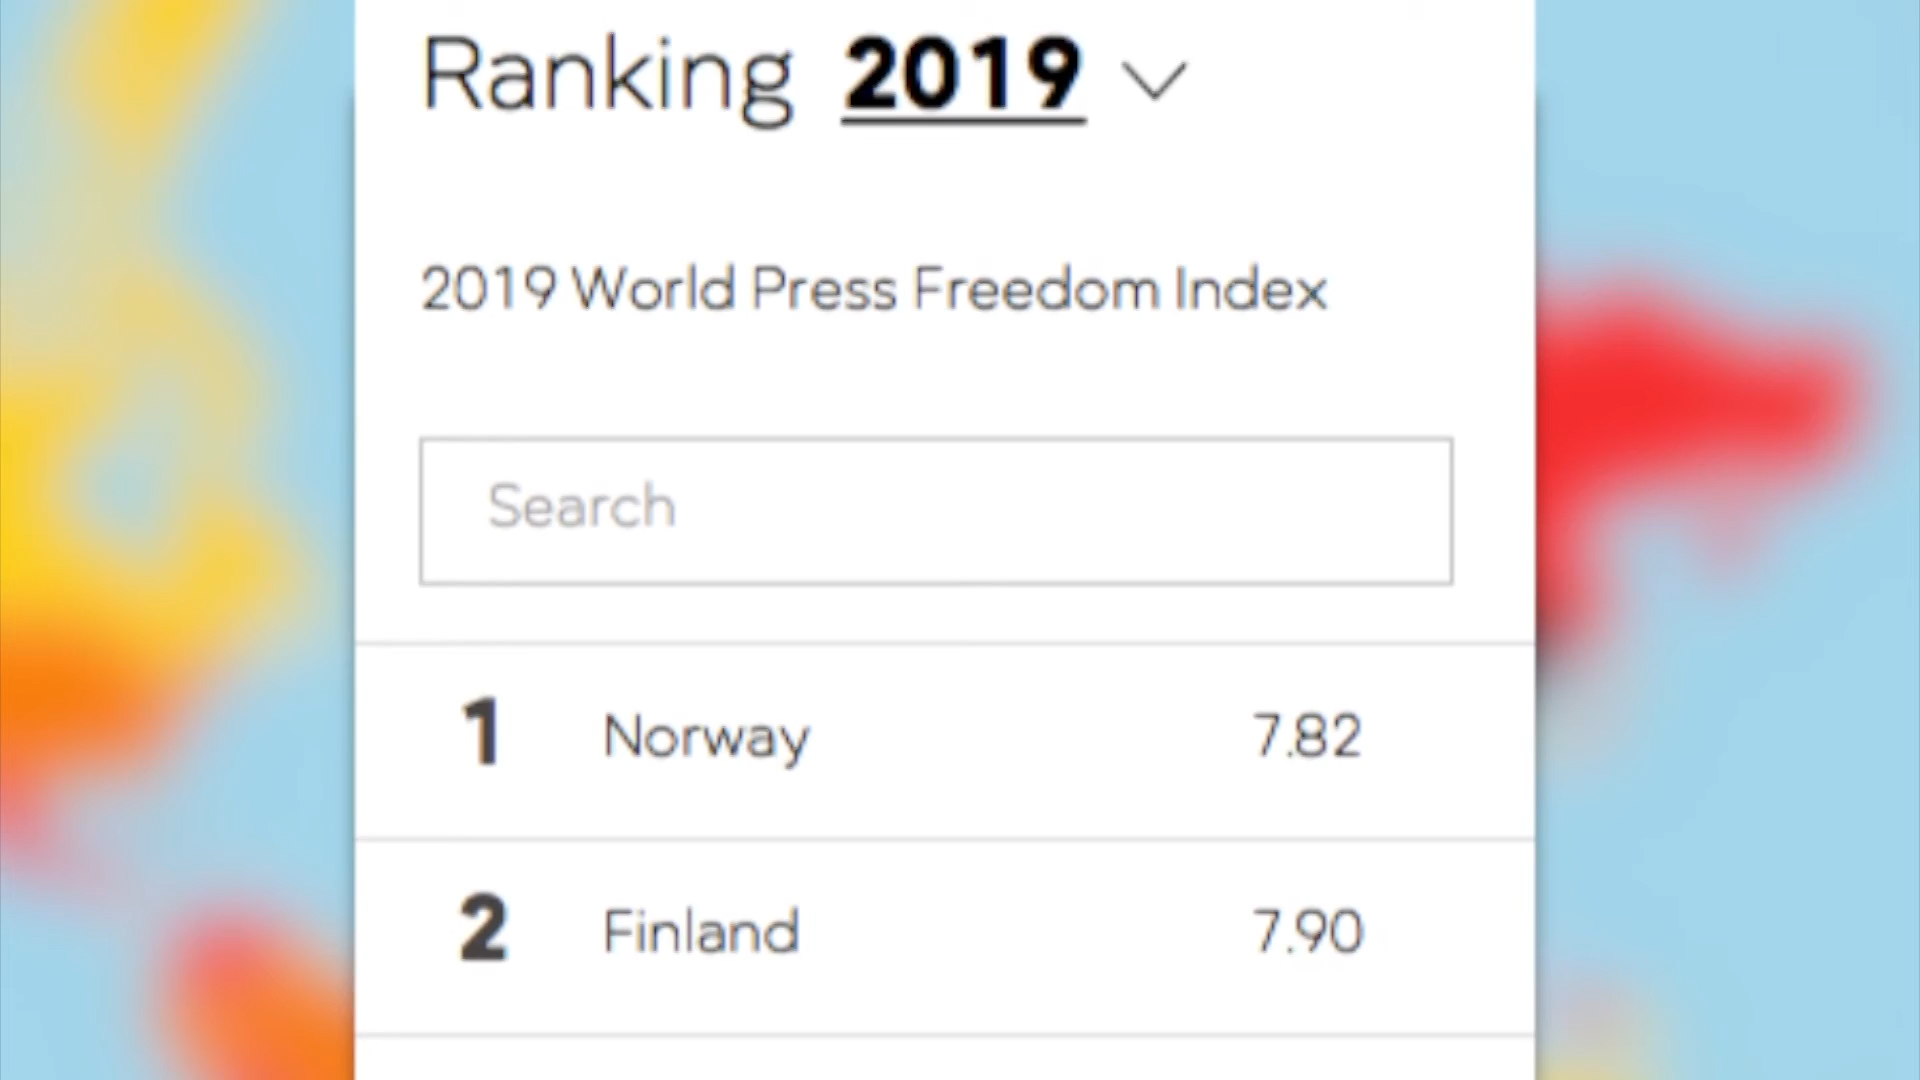 Ranking 2019
2019 World Press Freedom Index
Search
1 Norway 7.82
2 Finland 7.90